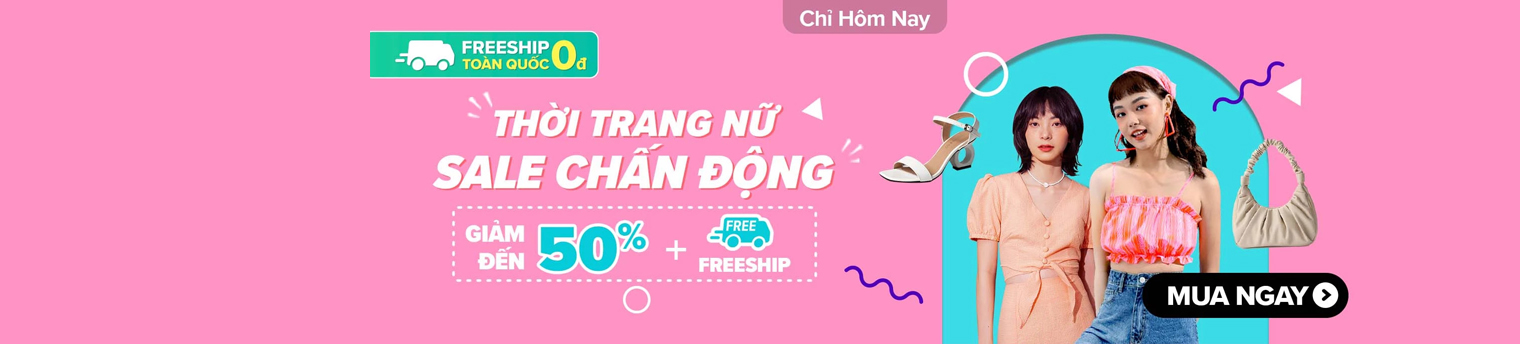 Chỉ Hôm Nay
FREESHIP
TOÀN QUỐC 0đ
THỜI TRANG NỮ
SALE CHẤN ĐỘNG
GIẢM
ĐẾN 50% +
FREE
FREESHIP
MUA NGAY